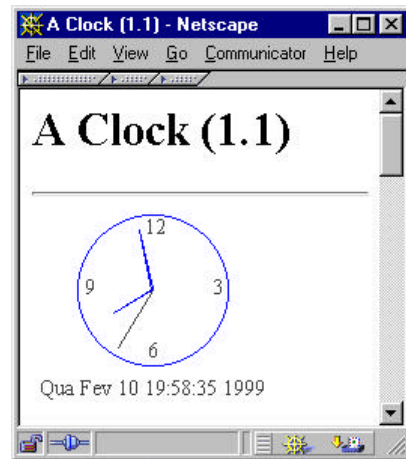 A Clock (1.1) - Netscape
File Edit View Go Communicator Help
A Clock (1.1)
12
9 3
6
Qua Fev 10 19:58:35 1999